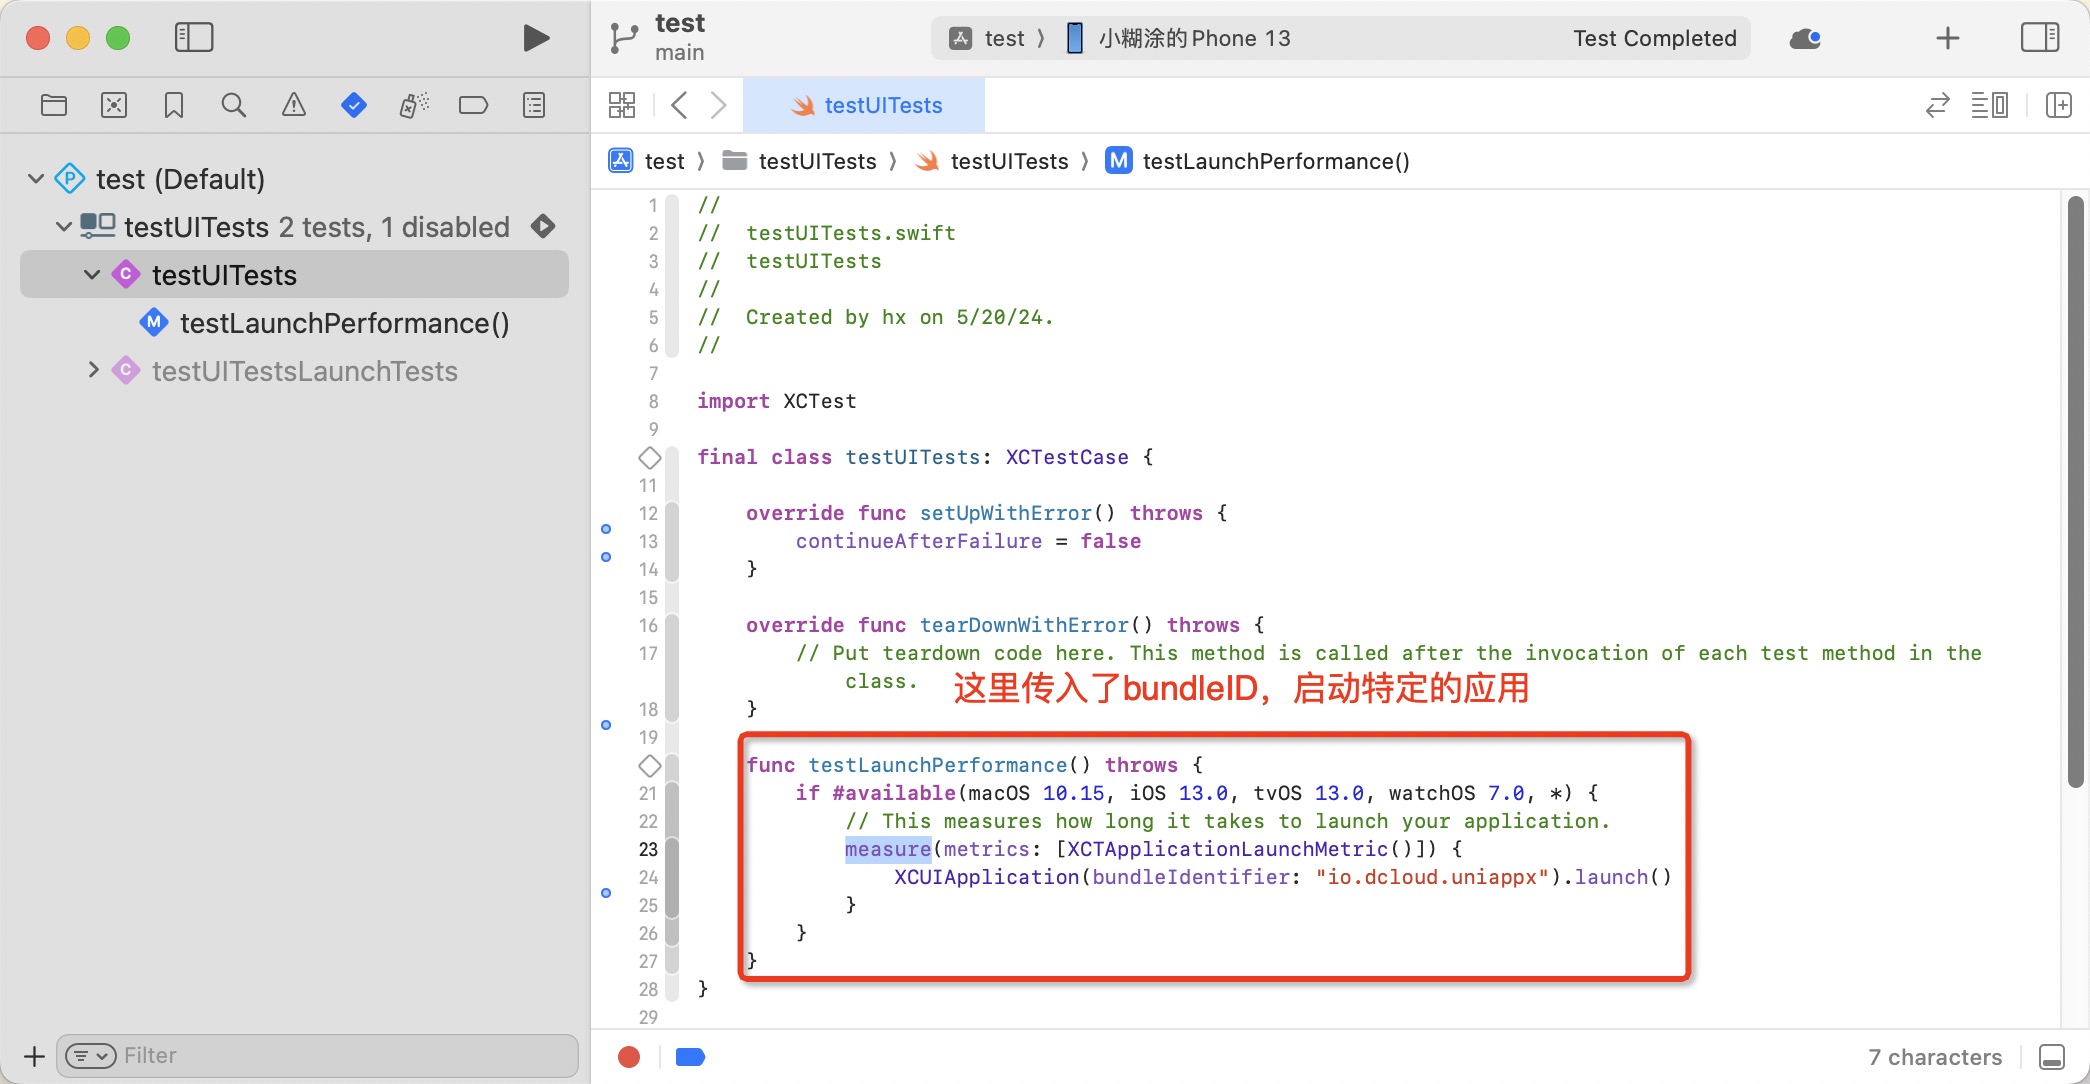 test
main
test 〉 小糊涂的Phone 13
Test Completed
testUITests
test 〉 testUITests 〉 testUITests 〉 M testLaunchPerformance()
P test (Default)
testUITests 2 tests, 1 disabled
C testUITests
M testLaunchPerformance()
C testUITestsLaunchTests
1 //
2 //  testUITests.swift
3 //  testUITests
4 //
5 //  Created by hx on 5/20/24.
6 //
7
8 import XCTest
9
final class testUITests: XCTestCase {
11
12     override func setUpWithError() throws {
13         continueAfterFailure = false
14     }
15
16     override func tearDownWithError() throws {
17         // Put teardown code here. This method is called after the invocation of each test method in the
class.
这里传入了bundleID，启动特定的应用
18     }
19
func testLaunchPerformance() throws {
21         if #available(macOS 10.15, iOS 13.0, tvOS 13.0, watchOS 7.0, *) {
22             // This measures how long it takes to launch your application.
23             measure(metrics: [XCTApplicationLaunchMetric()]) {
24                 XCUIApplication(bundleIdentifier: "io.dcloud.uniappx").launch()
25             }
26         }
27     }
28 }
29
Filter
7 characters